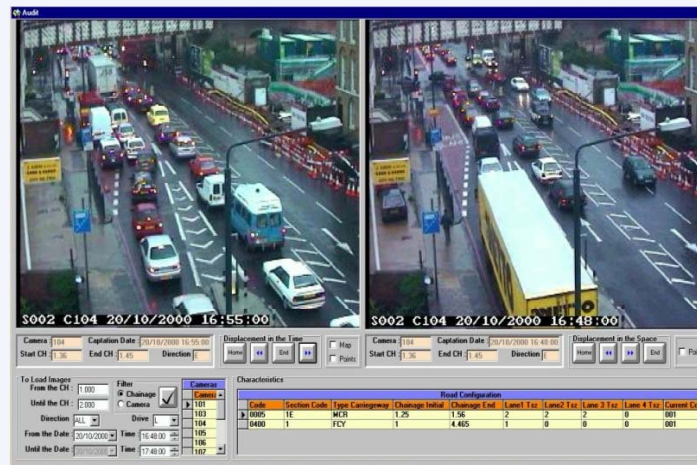 Audit
S002 C104 20/10/2000 16:55:00
S002 C104 20/10/2000 16:48:00
Camera : 104 Captation Date : 20/10/2000 16:55:00
Start CH : 1.36 End CH : 1.45 Direction E
Displacement in the Time
Home End
Map
Points
Camera : 104 Captation Date : 20/10/2000 16:48:00
Start CH : 1.36 End CH : 1.45 Direction E
Displacement in the Space
Home End
To Load Images
From the CH : 1.000
Until the CH : 2.000
Direction ALL
From the Date 20/10/2000 Time : 16:48:00
Until the Date Time : 17:48:00
Filter
Chainage
Camera
Drive L
Cameras
101
103
104
105
106
107
Characteristics
Road Configuration
Code Section Code Type Carriegeway Chainage Initial Chainage End Lane1 Tsz Lane2 Tsz Lane 3 Tsz Lane 4 Tsz
0005 1E MCR 1.25 1.56 2 2 2 0 001
0400 1 FCY 1 4.465 1 0 0 0 001